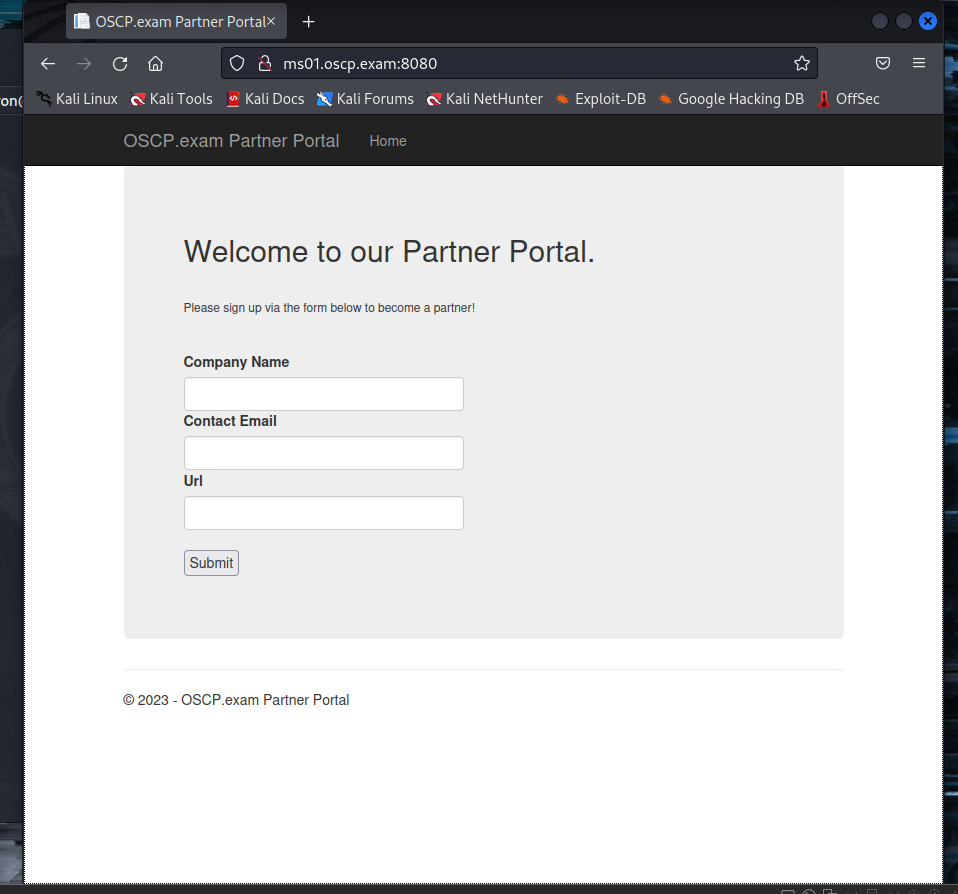 OSCP.exam Partner Portal
ms01.oscp.exam:8080
ron(
Kali Linux Kali Tools Kali Docs Kali Forums Kali NetHunter Exploit-DB Google Hacking DB OffSec
OSCP.exam Partner Portal Home
Welcome to our Partner Portal.
Please sign up via the form below to become a partner!
Company Name
Contact Email
Url
Submit
© 2023 - OSCP.exam Partner Portal